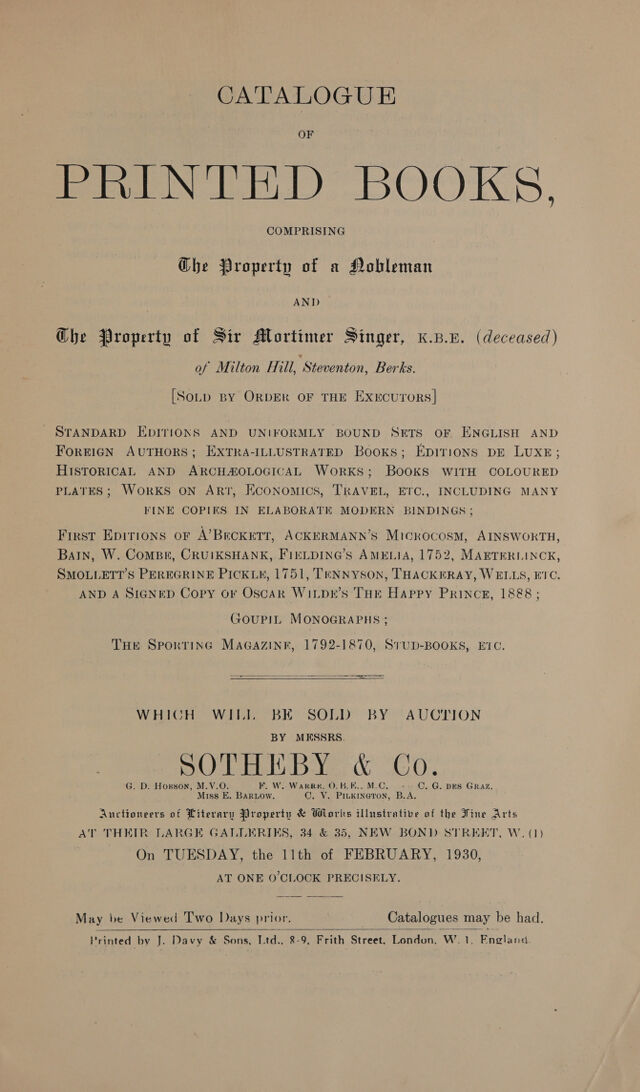 CATALOGUE
OF
PRINTED BOOKS,
COMPRISING
The Property of a Nobleman
AND
The Property of Sir Mortimer Singer, K.B.E. (deceased)
of Milton Hill, Steventon, Berks.
[Sold by Order of the Executors]
Standard Editions and uniformly bound Sets of English and
Foreign Authors; Extra-illustrated Books; Éditions de Luxe;
Historical and Archæological Works; Books with coloured
plates; Works on Art, Economics, Travel, etc., including many
fine copies in elaborate modern bindings;
First Editions of A'Beckett, Ackermann's Microcosm, Ainsworth,
Bain, W. Combe, Cruikshank, Fielding's Amelia, 1752, Maeterlinck,
Smollett's Peregrine Pickle, 1751, Tennyson, Thackeray, Wells, etc.
and a Signed Copy of Oscar Wilde's The Happy Prince, 1888;
Goupil Monographs;
The Sporting Magazine, 1792-1870, Stud-books, etc.
WHICH WILL BE SOLD BY AUCTION
BY MESSRS.
SOTHEBY & Co.
G. D. Hobson, M.V.O. F. W. Warre, O.B.E., M.C. C. G. des Graz.
Miss E. Barlow. C. V. Pilkington, B.A.
Auctioneers of Literary Property & Works illustrative of the Fine Arts
AT THEIR LARGE GALLERIES, 34 & 35, NEW BOND STREET, W.(1)
On TUESDAY, the 11th of FEBRUARY, 1930,
AT ONE O'CLOCK PRECISELY.
May be Viewed Two Days prior. Catalogues may be had.
Printed by J. Davy & Sons, Ltd., 8-9, Frith Street, London, W. 1, England.